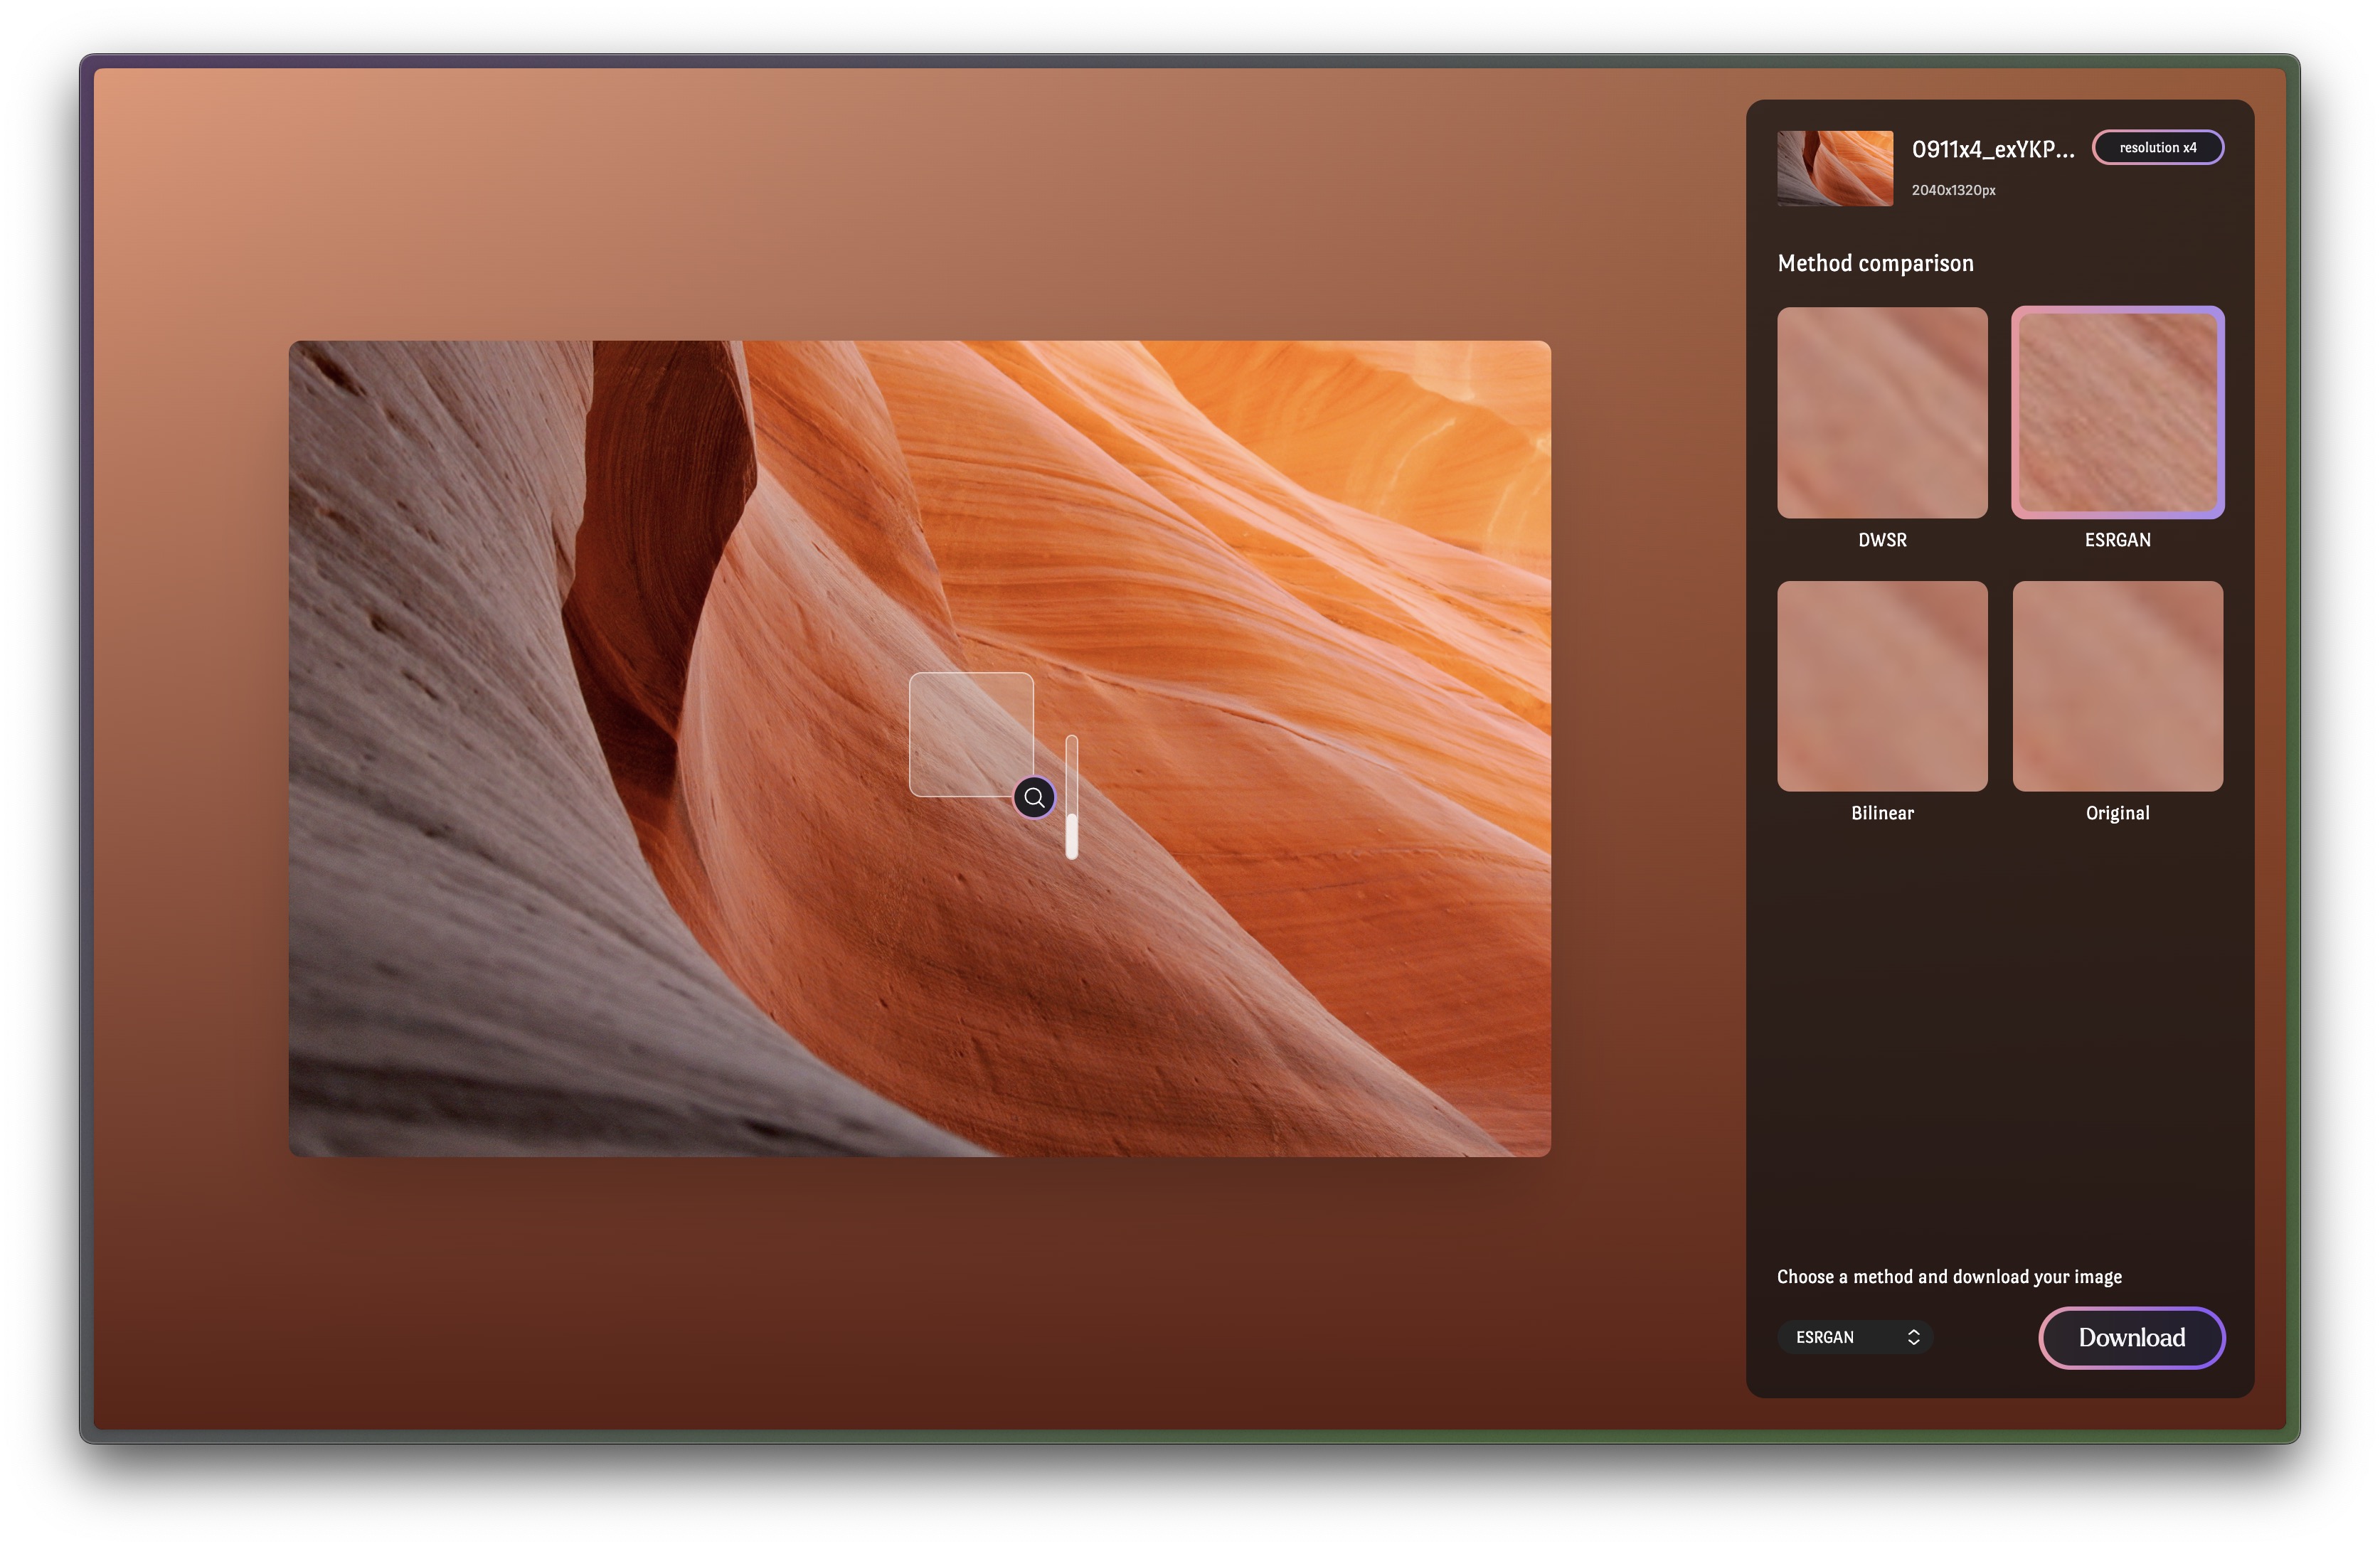 0911x4_exYKP...
resolution x4
2040x1320px
Method comparison
DWSR
ESRGAN
Bilinear
Original
Choose a method and download your image
ESRGAN
Download